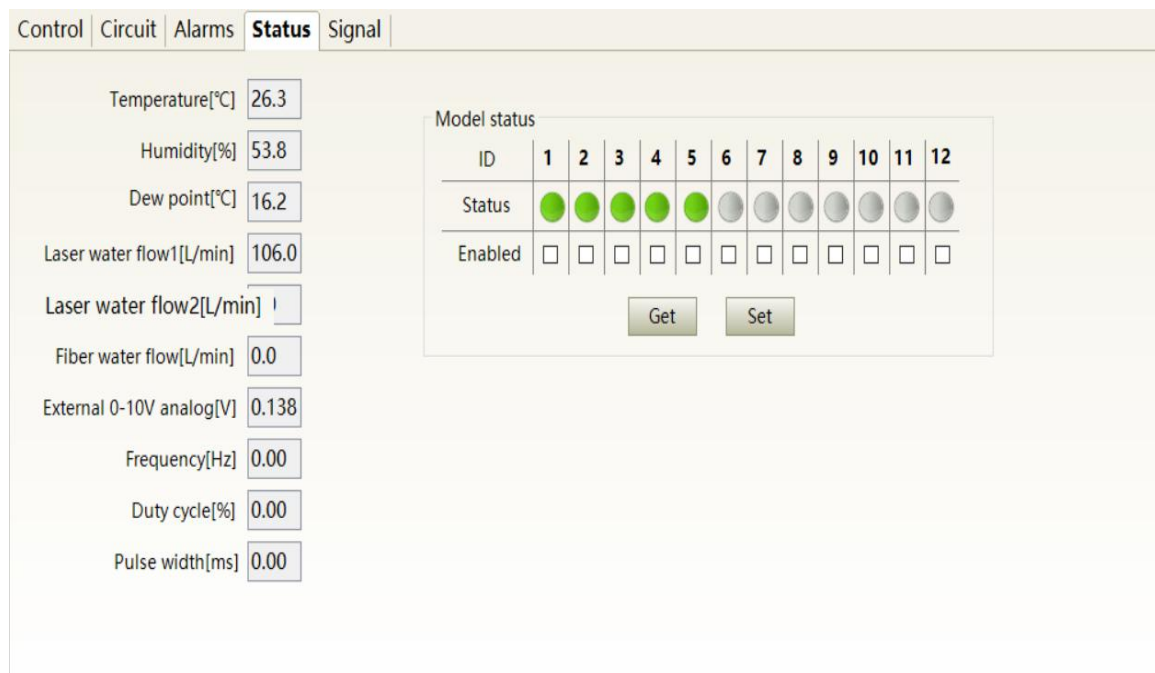 Control Circuit Alarms Status Signal
Temperature[℃] 26.3
Humidity[%] 53.8
Dew point[℃] 16.2
Laser water flow1[L/min] 106.0
Laser water flow2[L/min]
Fiber water flow[L/min] 0.0
External 0-10V analog[V] 0.138
Frequency[Hz] 0.00
Duty cycle[%] 0.00
Pulse width[ms] 0.00
Model status
ID 1 2 3 4 5 6 7 8 9 10 11 12
Status
Enabled
Get Set